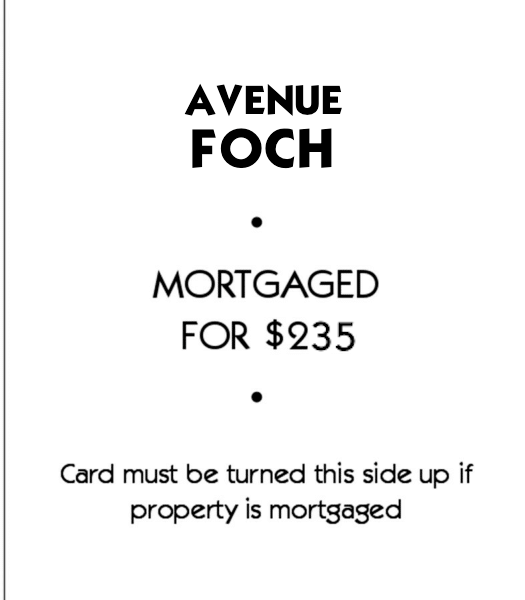 AVENUE
FOCH
•
MORTGAGED
FOR $235
•
Card must be turned this side up if
property is mortgaged